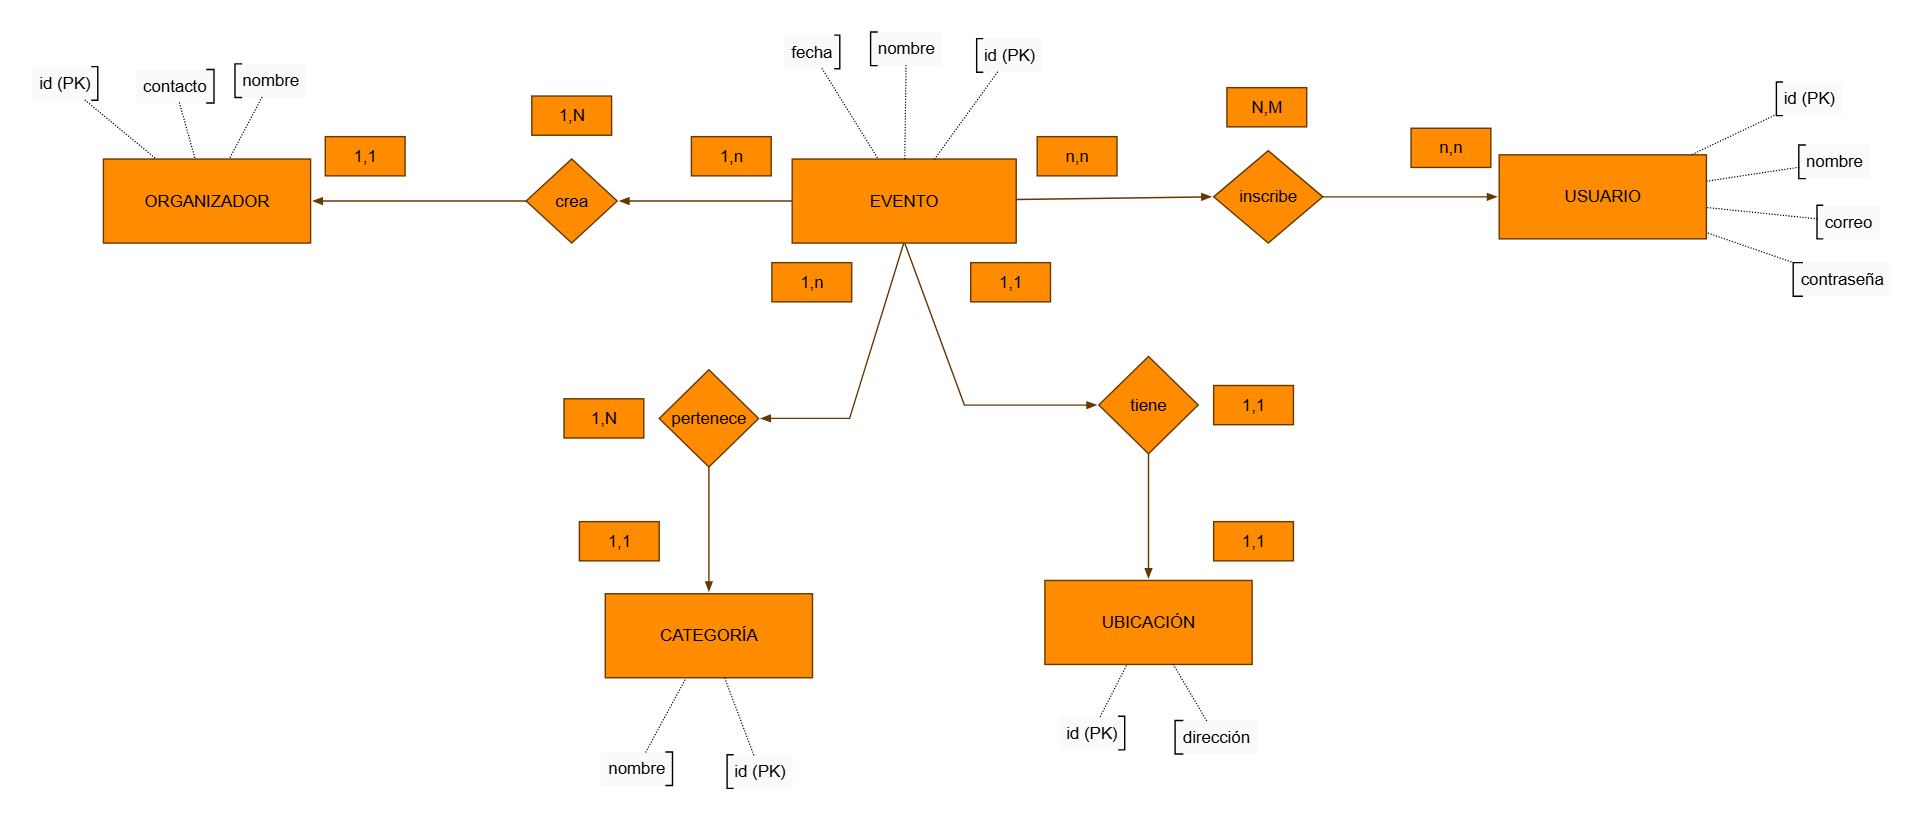 id (PK)
contacto
nombre
fecha
nombre
id (PK)
id (PK)
nombre
correo
contraseña
1,N
N,M
1,1
1,n
n,n
n,n
ORGANIZADOR
crea
EVENTO
inscribe
USUARIO
1,n
1,1
1,N
pertenece
tiene
1,1
1,1
1,1
CATEGORÍA
UBICACIÓN
nombre
id (PK)
id (PK)
dirección